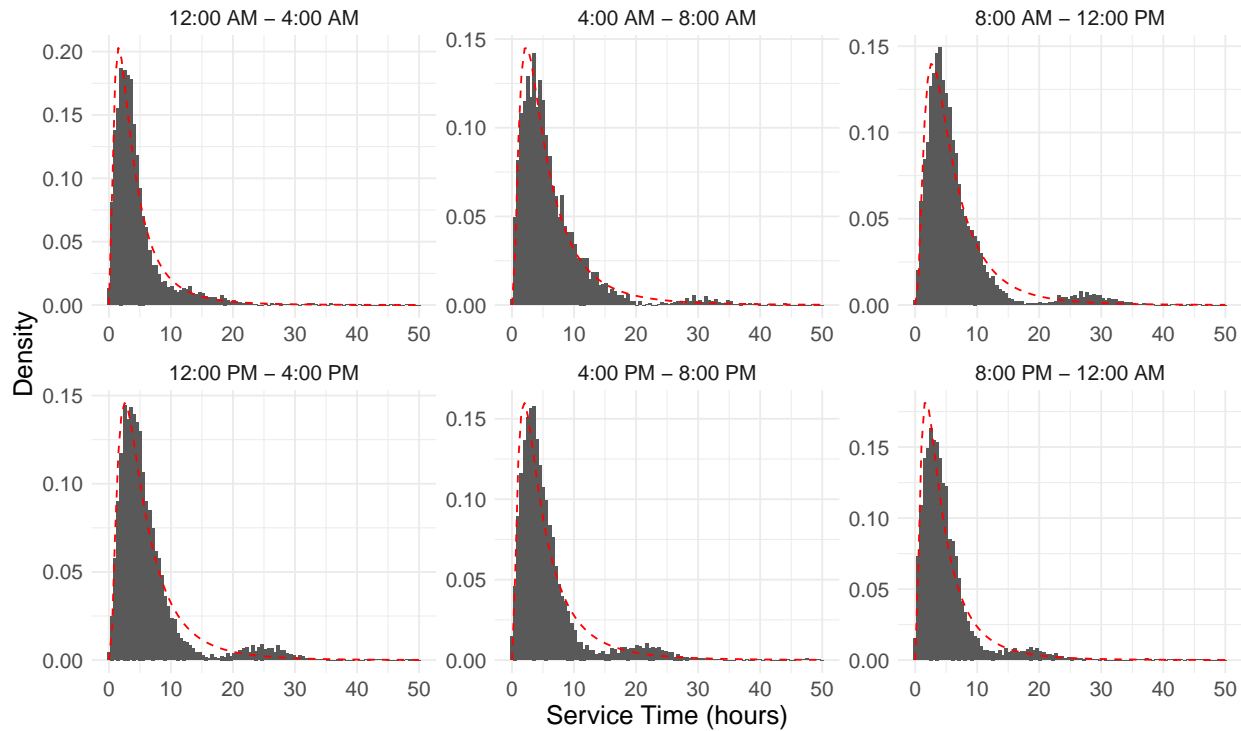 12:00 AM − 4:00 AM
4:00 AM − 8:00 AM
8:00 AM − 12:00 PM
0.20
0.15
0.10
0.05
0.00
0.15
0.10
0.05
0.00
0.15
0.10
0.05
0.00
0 10 20 30 40 50
0 10 20 30 40 50
0 10 20 30 40 50
Density
12:00 PM − 4:00 PM
4:00 PM − 8:00 PM
8:00 PM − 12:00 AM
0.15
0.10
0.05
0.00
0.15
0.10
0.05
0.00
0.15
0.10
0.05
0.00
0 10 20 30 40 50
0 10 20 30 40 50
0 10 20 30 40 50
Service Time (hours)